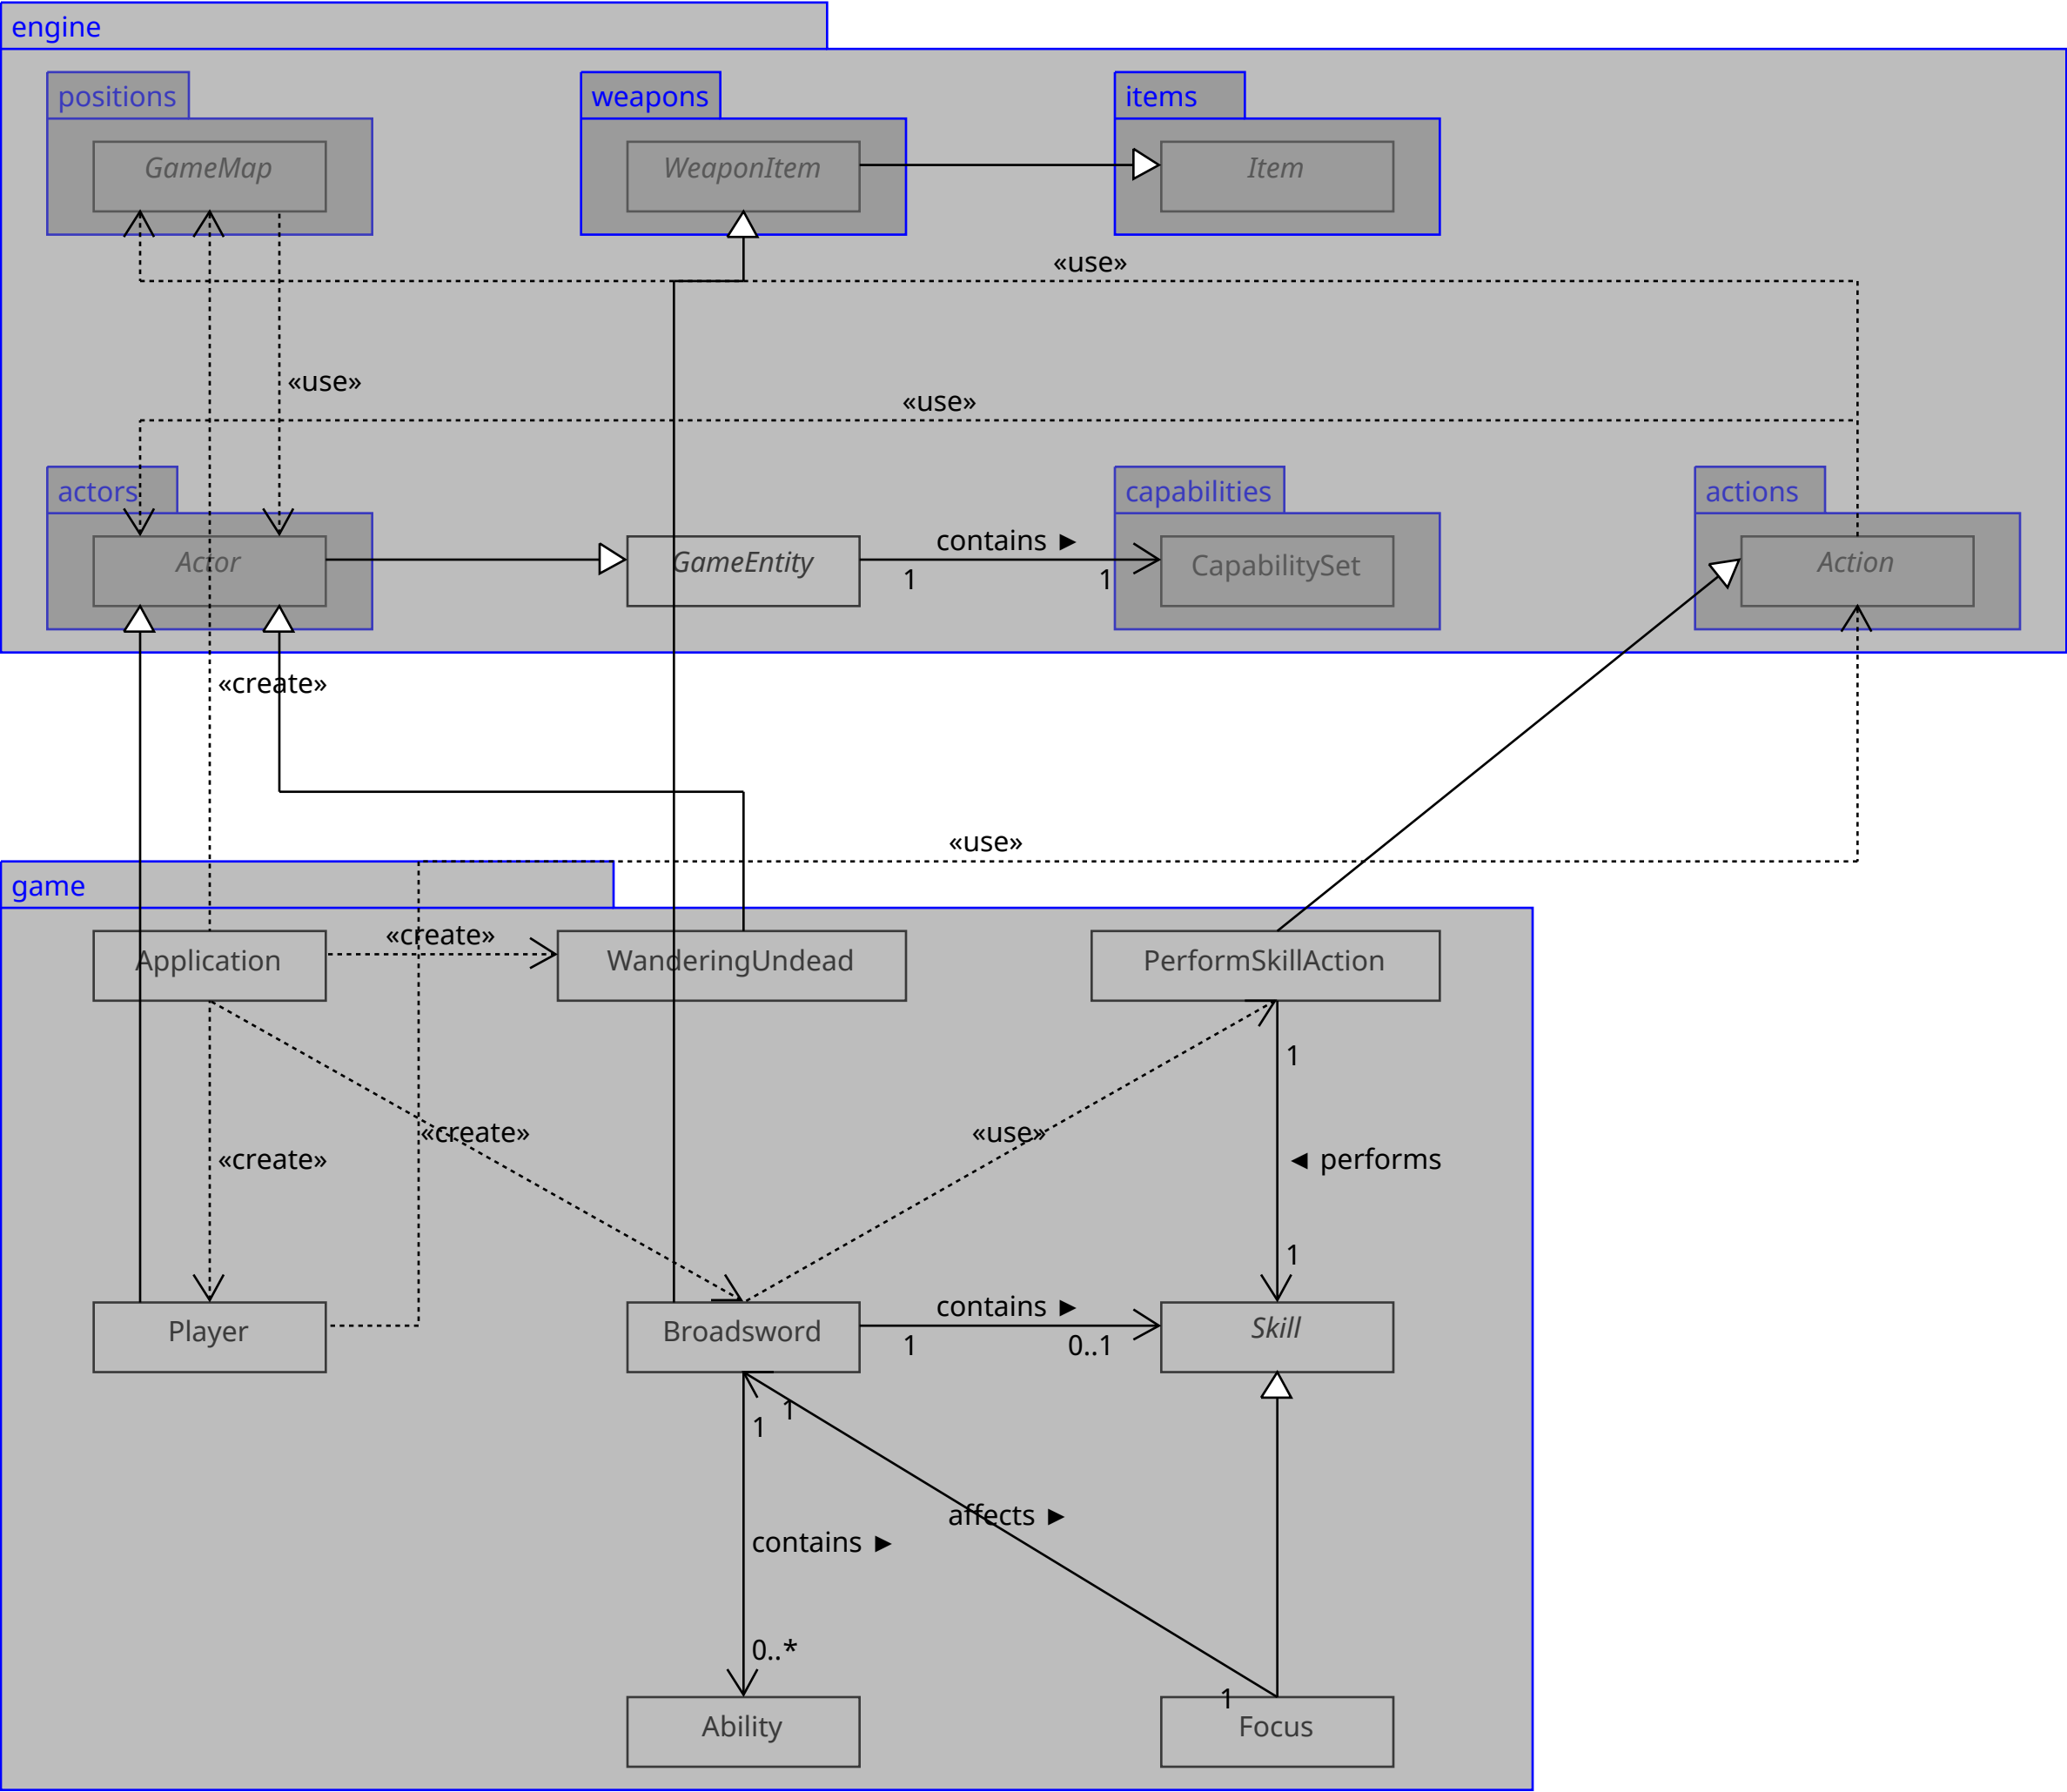 engine
positions
weapons
items
GameMap
WeaponItem
Item
«use»
«use»
«use»
actors
capabilities
actions
Actor
GameEntity
contains ►
1
1
CapabilitySet
Action
«create»
«use»
game
Application
«create»
WanderingUndead
PerformSkillAction
1
«create»
«use»
«create»
◄ performs
1
Player
Broadsword
contains ►
1
0..1
Skill
1
1
affects ►
contains ►
0..*
1
Ability
Focus